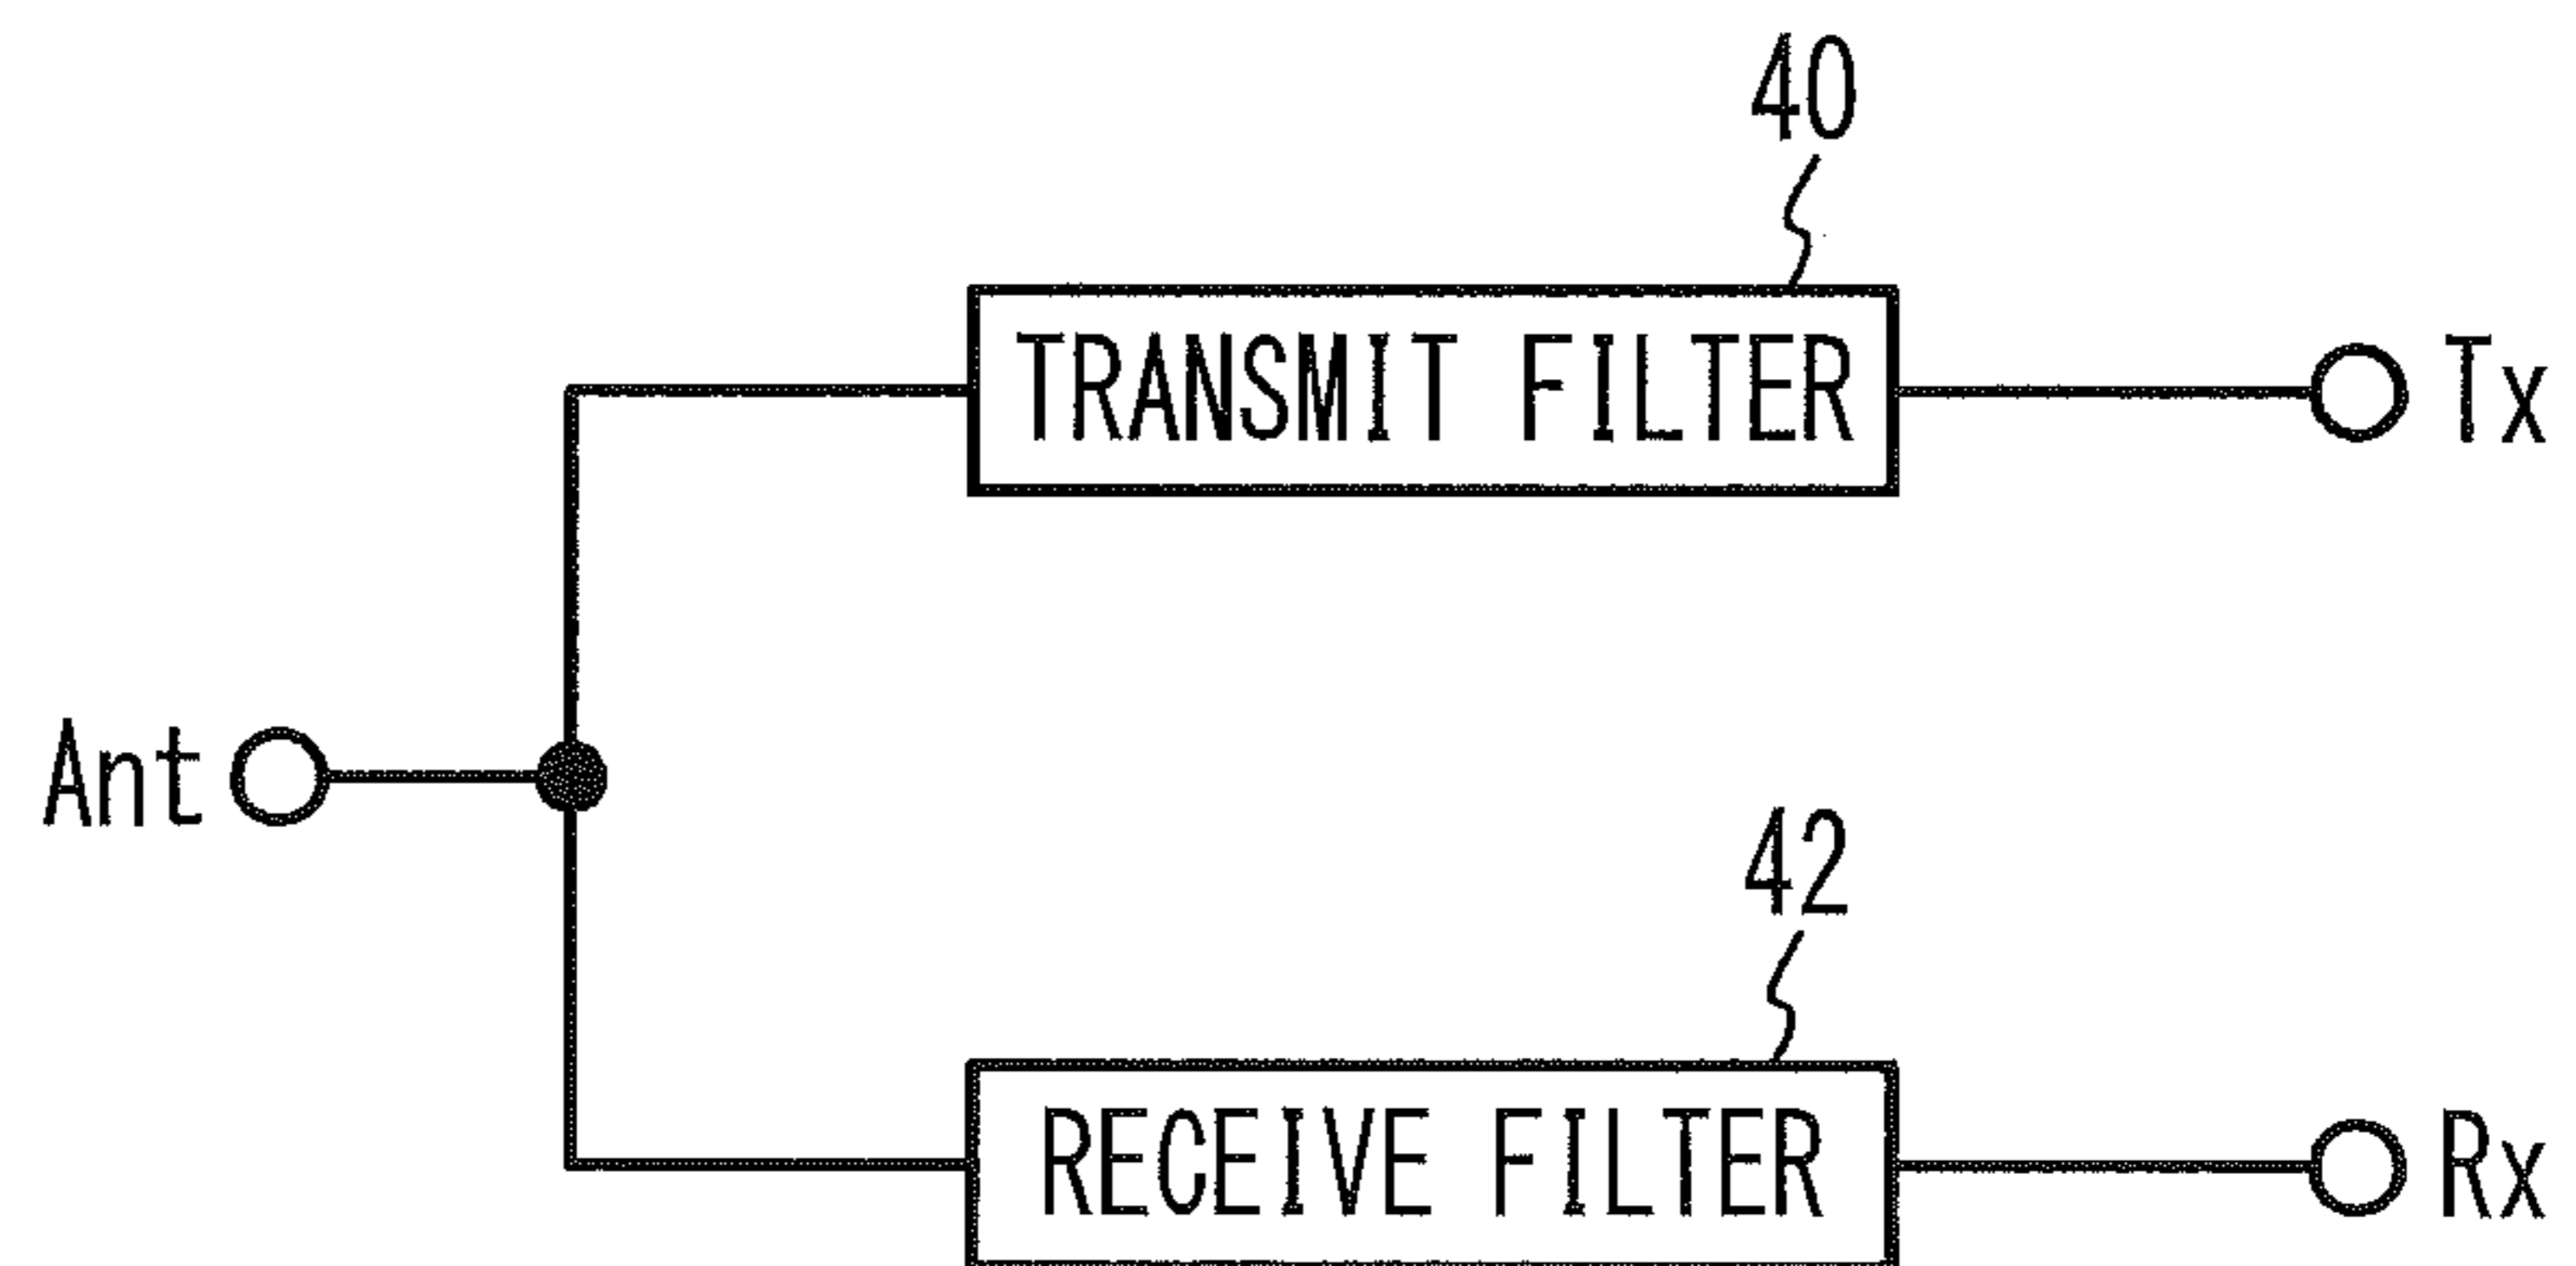 40
TRANSMIT FILTER
Tx
Ant
42
RECEIVE FILTER
Rx